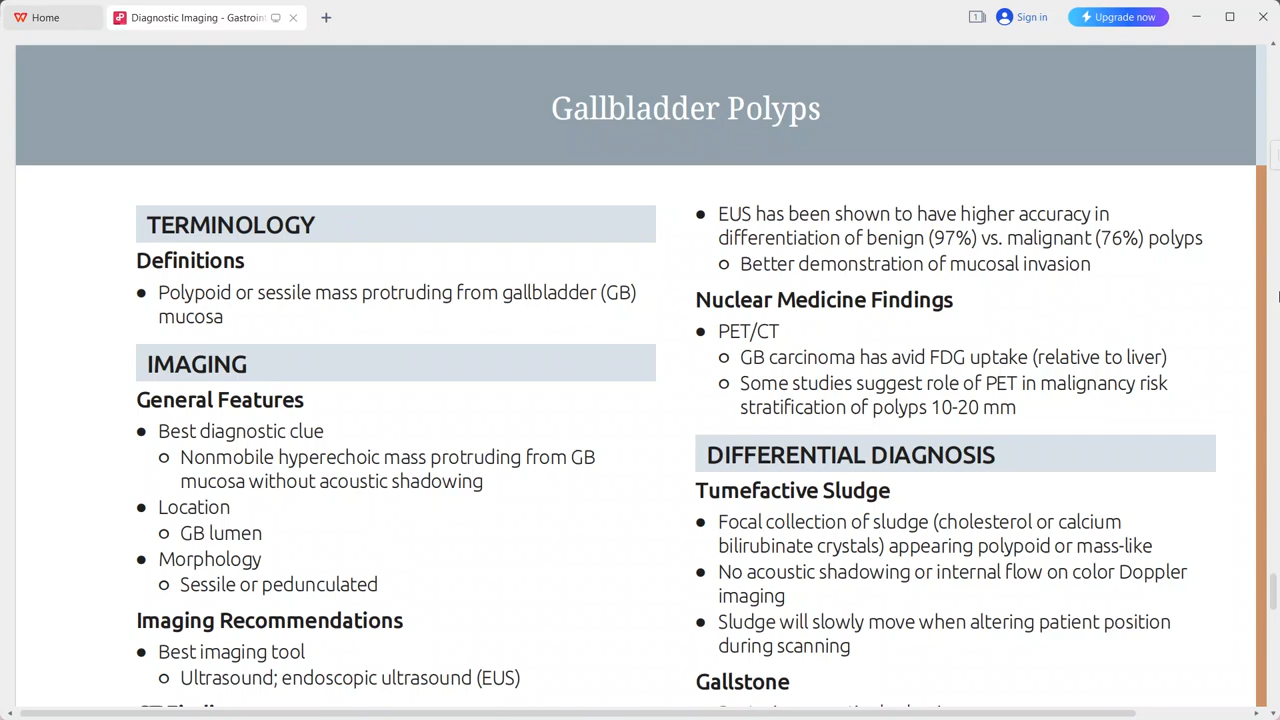 Home
Diagnostic Imaging - Gastroint
1
Sign in
Upgrade now
Gallbladder Polyps
TERMINOLOGY
Definitions
● Polypoid or sessile mass protruding from gallbladder (GB)
mucosa
IMAGING
General Features
● Best diagnostic clue
○ Nonmobile hyperechoic mass protruding from GB
mucosa without acoustic shadowing
● Location
○ GB lumen
● Morphology
○ Sessile or pedunculated
Imaging Recommendations
● Best imaging tool
○ Ultrasound; endoscopic ultrasound (EUS)
● EUS has been shown to have higher accuracy in
differentiation of benign (97%) vs. malignant (76%) polyps
○ Better demonstration of mucosal invasion
Nuclear Medicine Findings
● PET/CT
○ GB carcinoma has avid FDG uptake (relative to liver)
○ Some studies suggest role of PET in malignancy risk
stratification of polyps 10-20 mm
DIFFERENTIAL DIAGNOSIS
Tumefactive Sludge
● Focal collection of sludge (cholesterol or calcium
bilirubinate crystals) appearing polypoid or mass-like
● No acoustic shadowing or internal flow on color Doppler
imaging
● Sludge will slowly move when altering patient position
during scanning
Gallstone